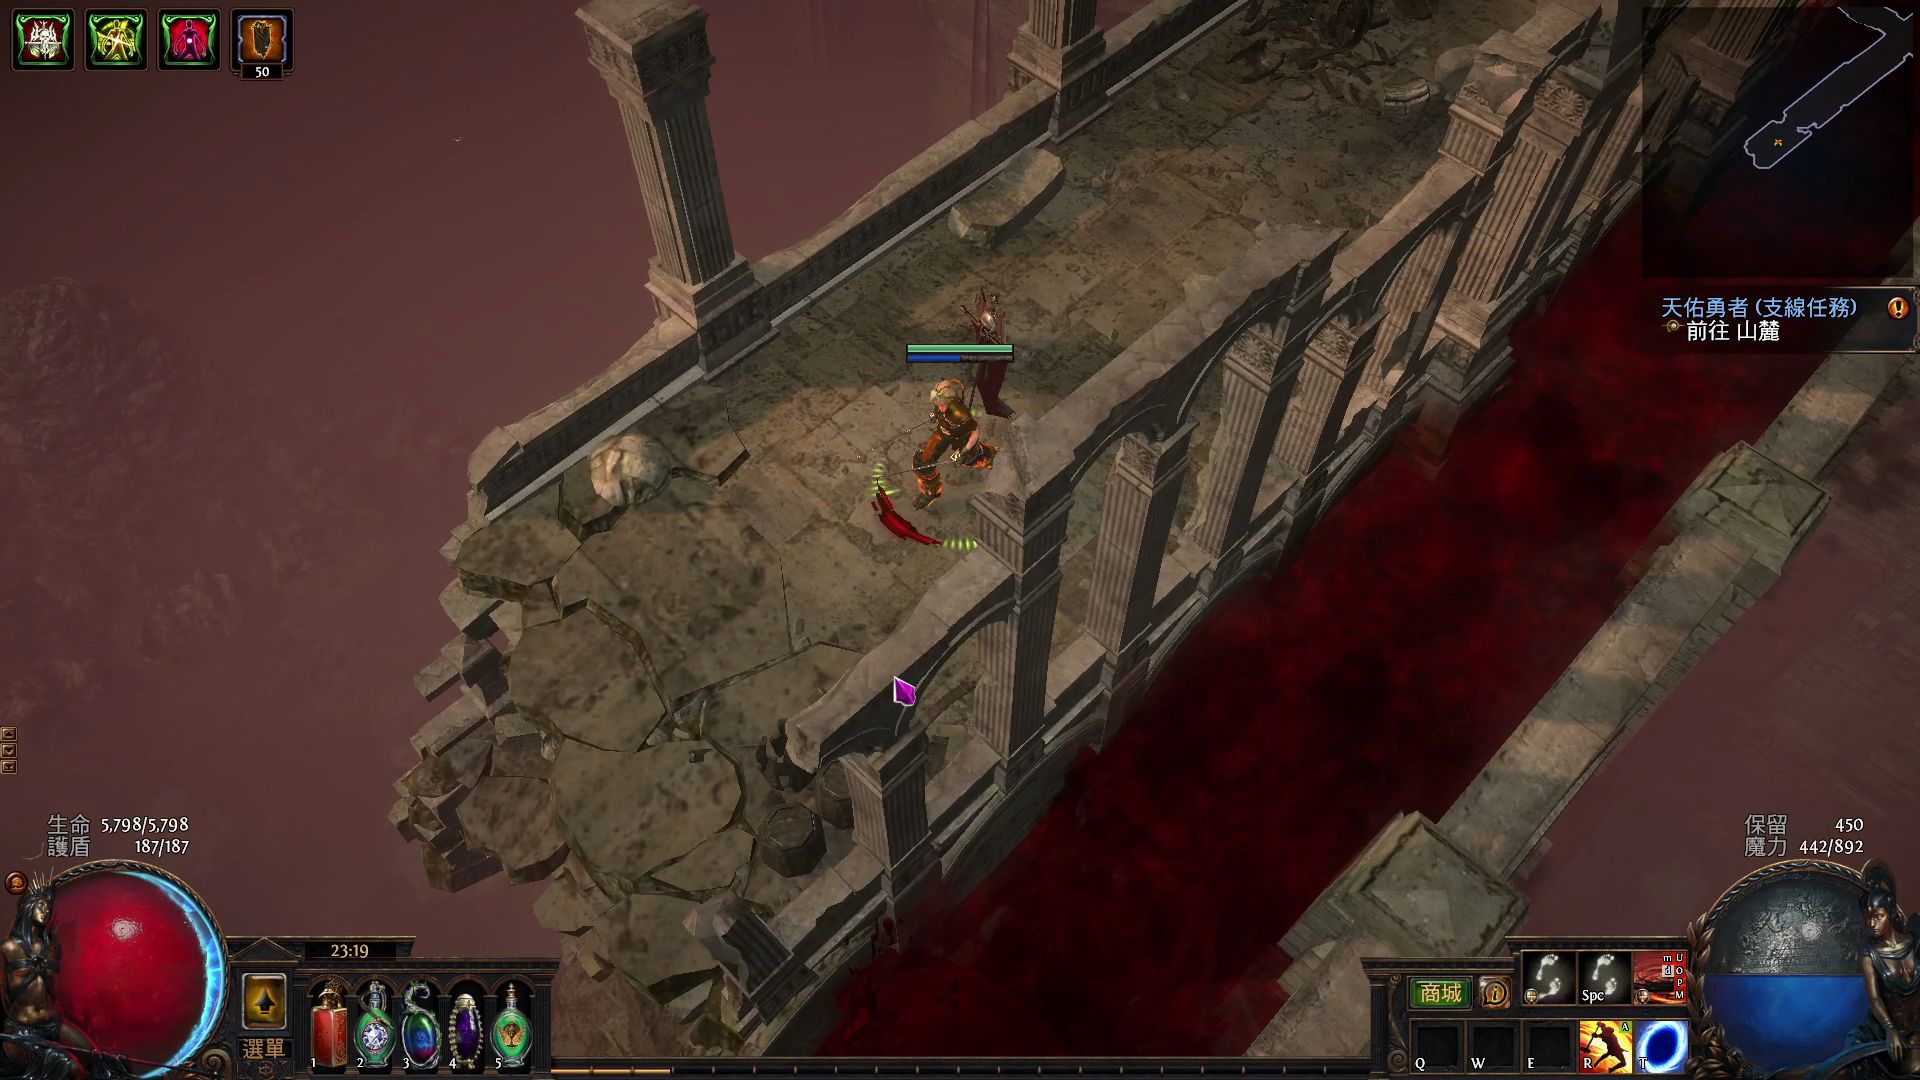 50
天佑勇者 (支線任務)
前往 山麓
生命 5,798/5,798
護盾 187/187
保留 450
魔力 442/892
23:19
選單
1 2 3 4 5
商城
Spc
m U
d O
P
M
Q W E R A T